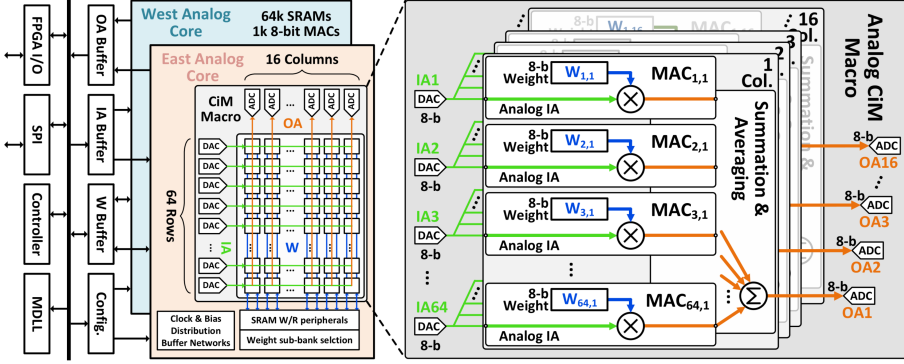 FPGA I/O
SPI
Controller
MDLL
OA Buffer
IA Buffer
W Buffer
Config.
West Analog
Core
64k SRAMs
1k 8-bit MACs
East Analog
Core
16 Columns
CiM
Macro
ADC
ADC
...
ADC
ADC
ADC
OA
64 Rows
DAC
DAC
DAC
DAC
DAC
... IA
DAC
DAC
W
Clock & Bias
Distribution
Buffer Networks
SRAM W/R peripherals
Weight sub-bank selction
Analog CiM
Macro
16
Col.
3
2
1
Col.
8-b
W1,16
IA1
DAC
8-b
8-b
Weight
W1,1
MAC1,1
Analog IA
IA2
DAC
8-b
8-b
Weight
W2,1
MAC2,1
Analog IA
IA3
DAC
8-b
8-b
Weight
W3,1
MAC3,1
Analog IA
...
IA64
DAC
8-b
8-b
Weight
W64,1
MAC64,1
Analog IA
Summation &
Averaging
Summation &
Σ
8-b
ADC
OA16
...
8-b
ADC
OA3
8-b
ADC
OA2
8-b
ADC
OA1